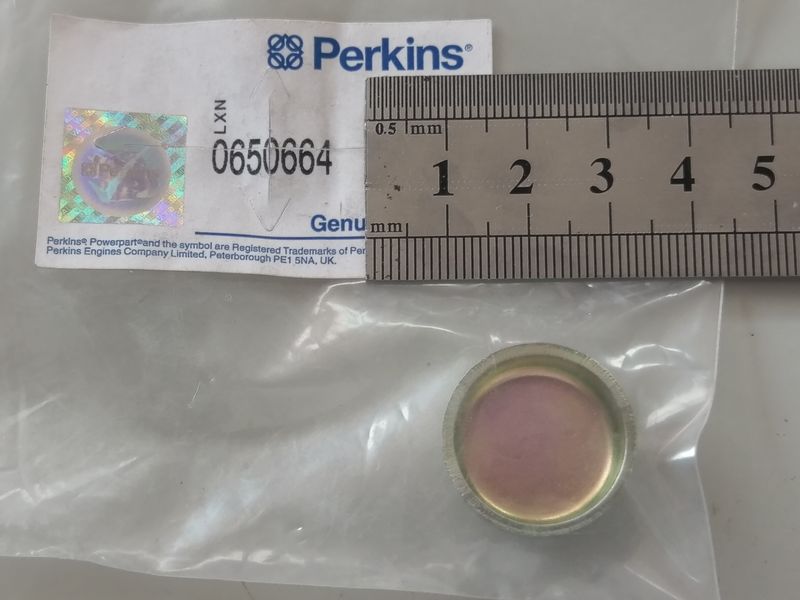 Perkins®
LXN
0650664
Genu
Perkins® Powerpart® and the symbol are Registered Trademarks of Per
Perkins Engines Company Limited, Peterborough PE1 5NA, UK.
0.5 mm
1 2 3 4 5
mm